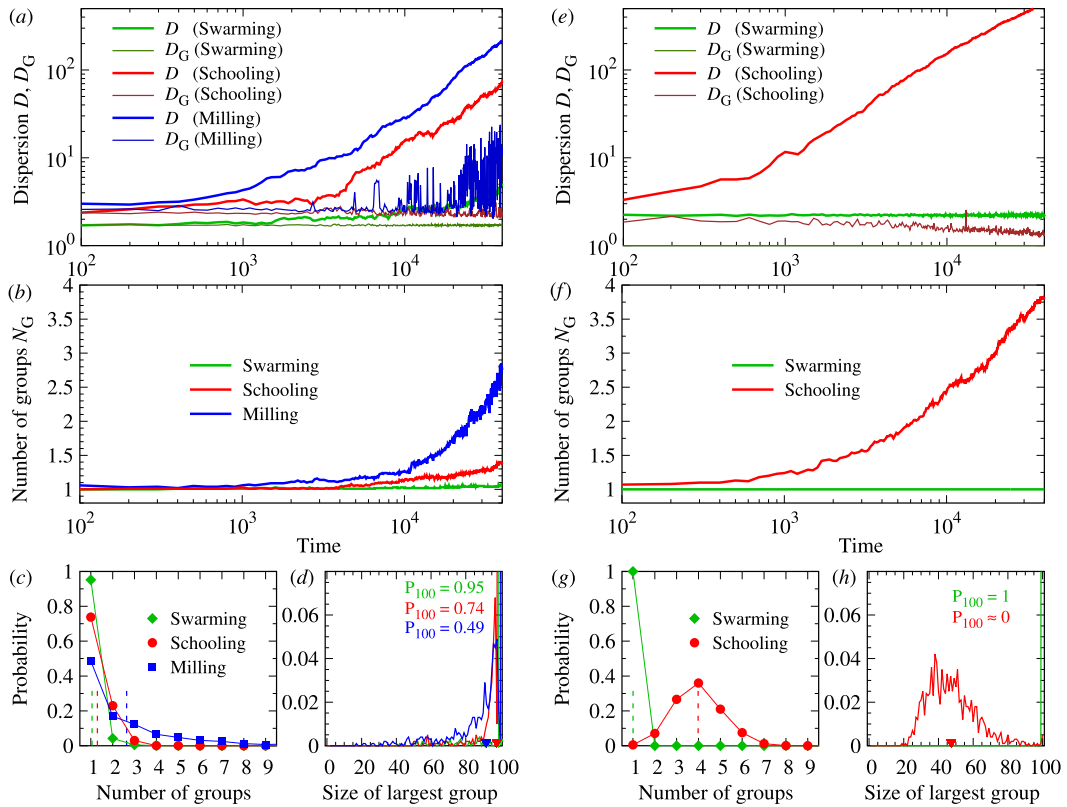 (a)
Dispersion D, D_G
D (Swarming)
D_G (Swarming)
D (Schooling)
D_G (Schooling)
D (Milling)
D_G (Milling)
10^2
10^1
10^0
10^2 10^3 10^4
(b)
Number of groups N_G
4
3.5
3
2.5
2
1.5
1
Swarming
Schooling
Milling
10^2 10^3 10^4
Time
(c)
Probability
1
0.8
0.6
0.4
0.2
0
Swarming
Schooling
Milling
1 2 3 4 5 6 7 8 9
Number of groups
(d)
P_100 = 0.95
P_100 = 0.74
P_100 = 0.49
0.06
0.04
0.02
0
0 20 40 60 80 100
Size of largest group
(e)
Dispersion D, D_G
D (Swarming)
D_G (Swarming)
D (Schooling)
D_G (Schooling)
10^2
10^1
10^0
10^2 10^3 10^4
(f)
Number of groups N_G
4
3.5
3
2.5
2
1.5
1
Swarming
Schooling
10^2 10^3 10^4
Time
(g)
Probability
1
0.8
0.6
0.4
0.2
0
Swarming
Schooling
1 2 3 4 5 6 7 8 9
Number of groups
(h)
P_100 = 1
P_100 ≈ 0
0.06
0.04
0.02
0
0 20 40 60 80 100
Size of largest group